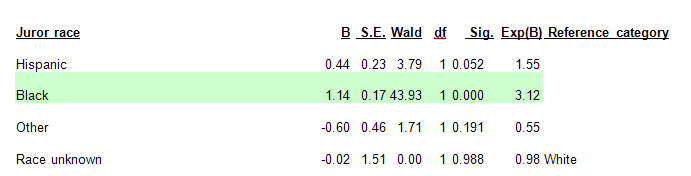 Juror race B S.E. Wald df Sig. Exp(B) Reference category
Hispanic 0.44 0.23 3.79 1 0.052 1.55
Black 1.14 0.17 43.93 1 0.000 3.12
Other -0.60 0.46 1.71 1 0.191 0.55
Race unknown -0.02 1.51 0.00 1 0.988 0.98 White